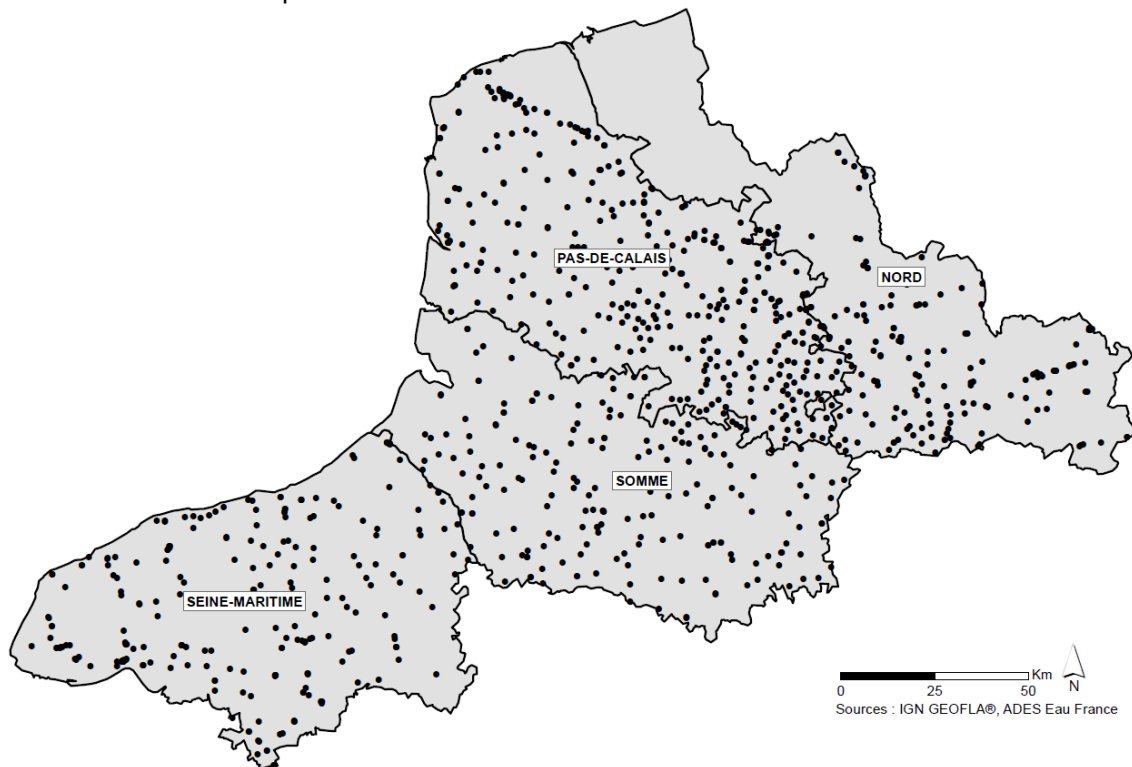 PAS-DE-CALAIS
NORD
SOMME
SEINE-MARITIME
Km
0 25 50
N
Sources : IGN GEOFLA®, ADES Eau France